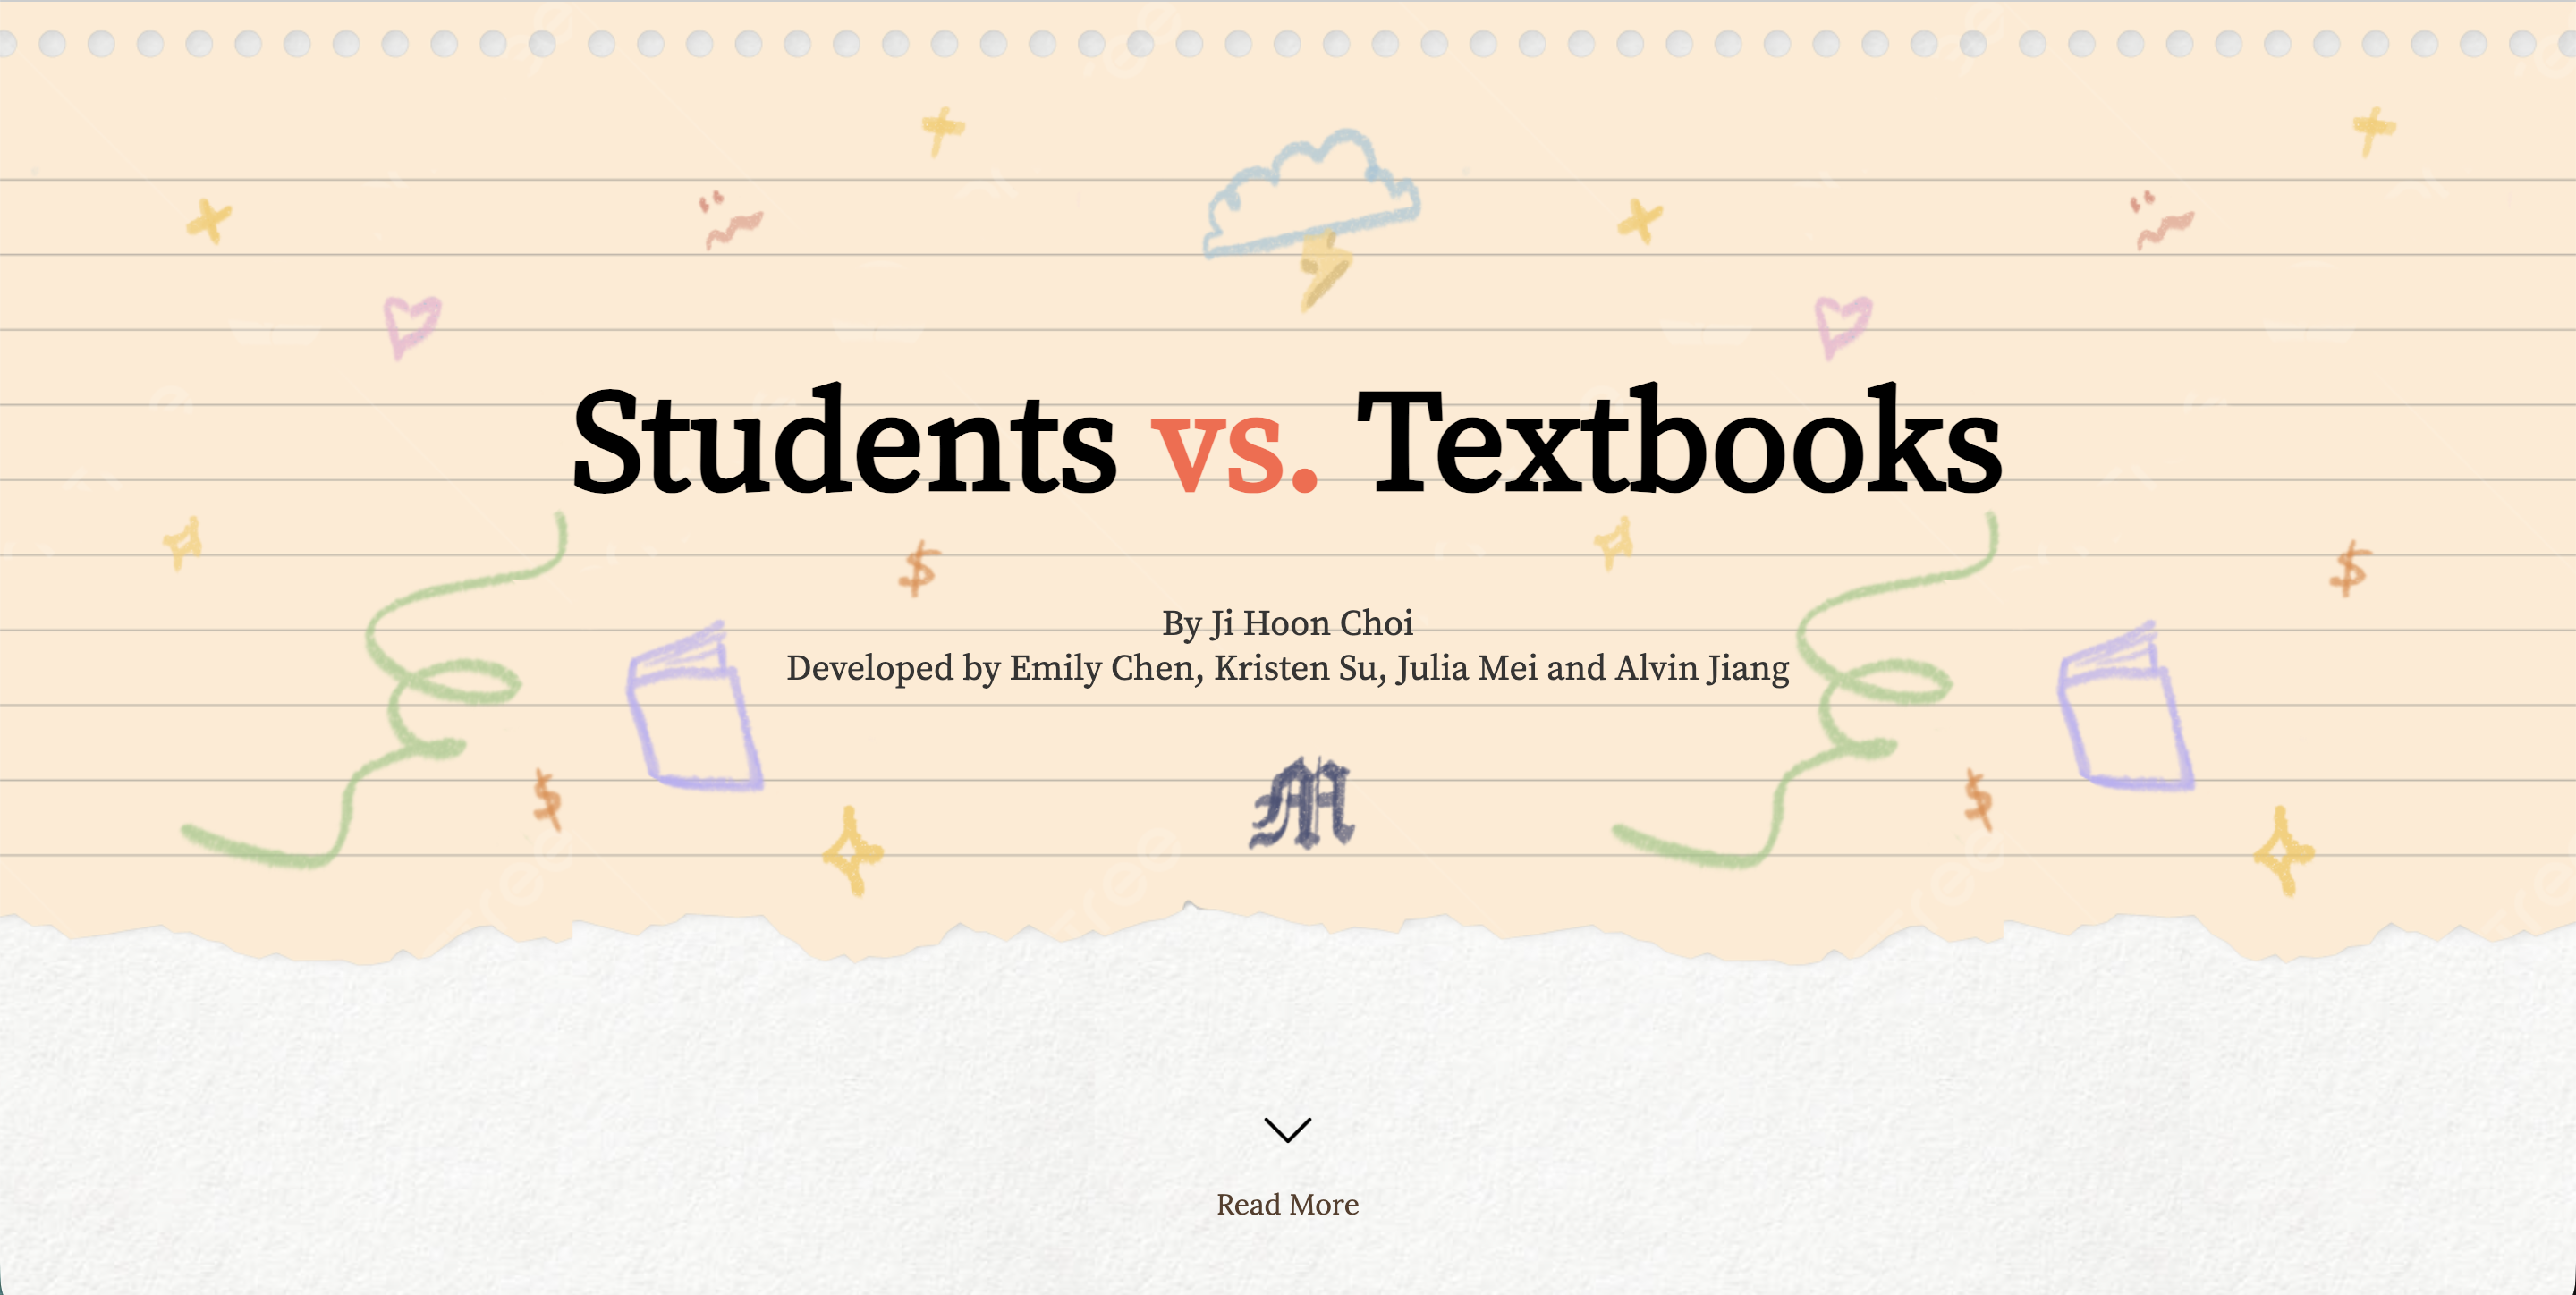 Students vs. Textbooks
$
$
By Ji Hoon Choi
Developed by Emily Chen, Kristen Su, Julia Mei and Alvin Jiang
$
$
M
Read More